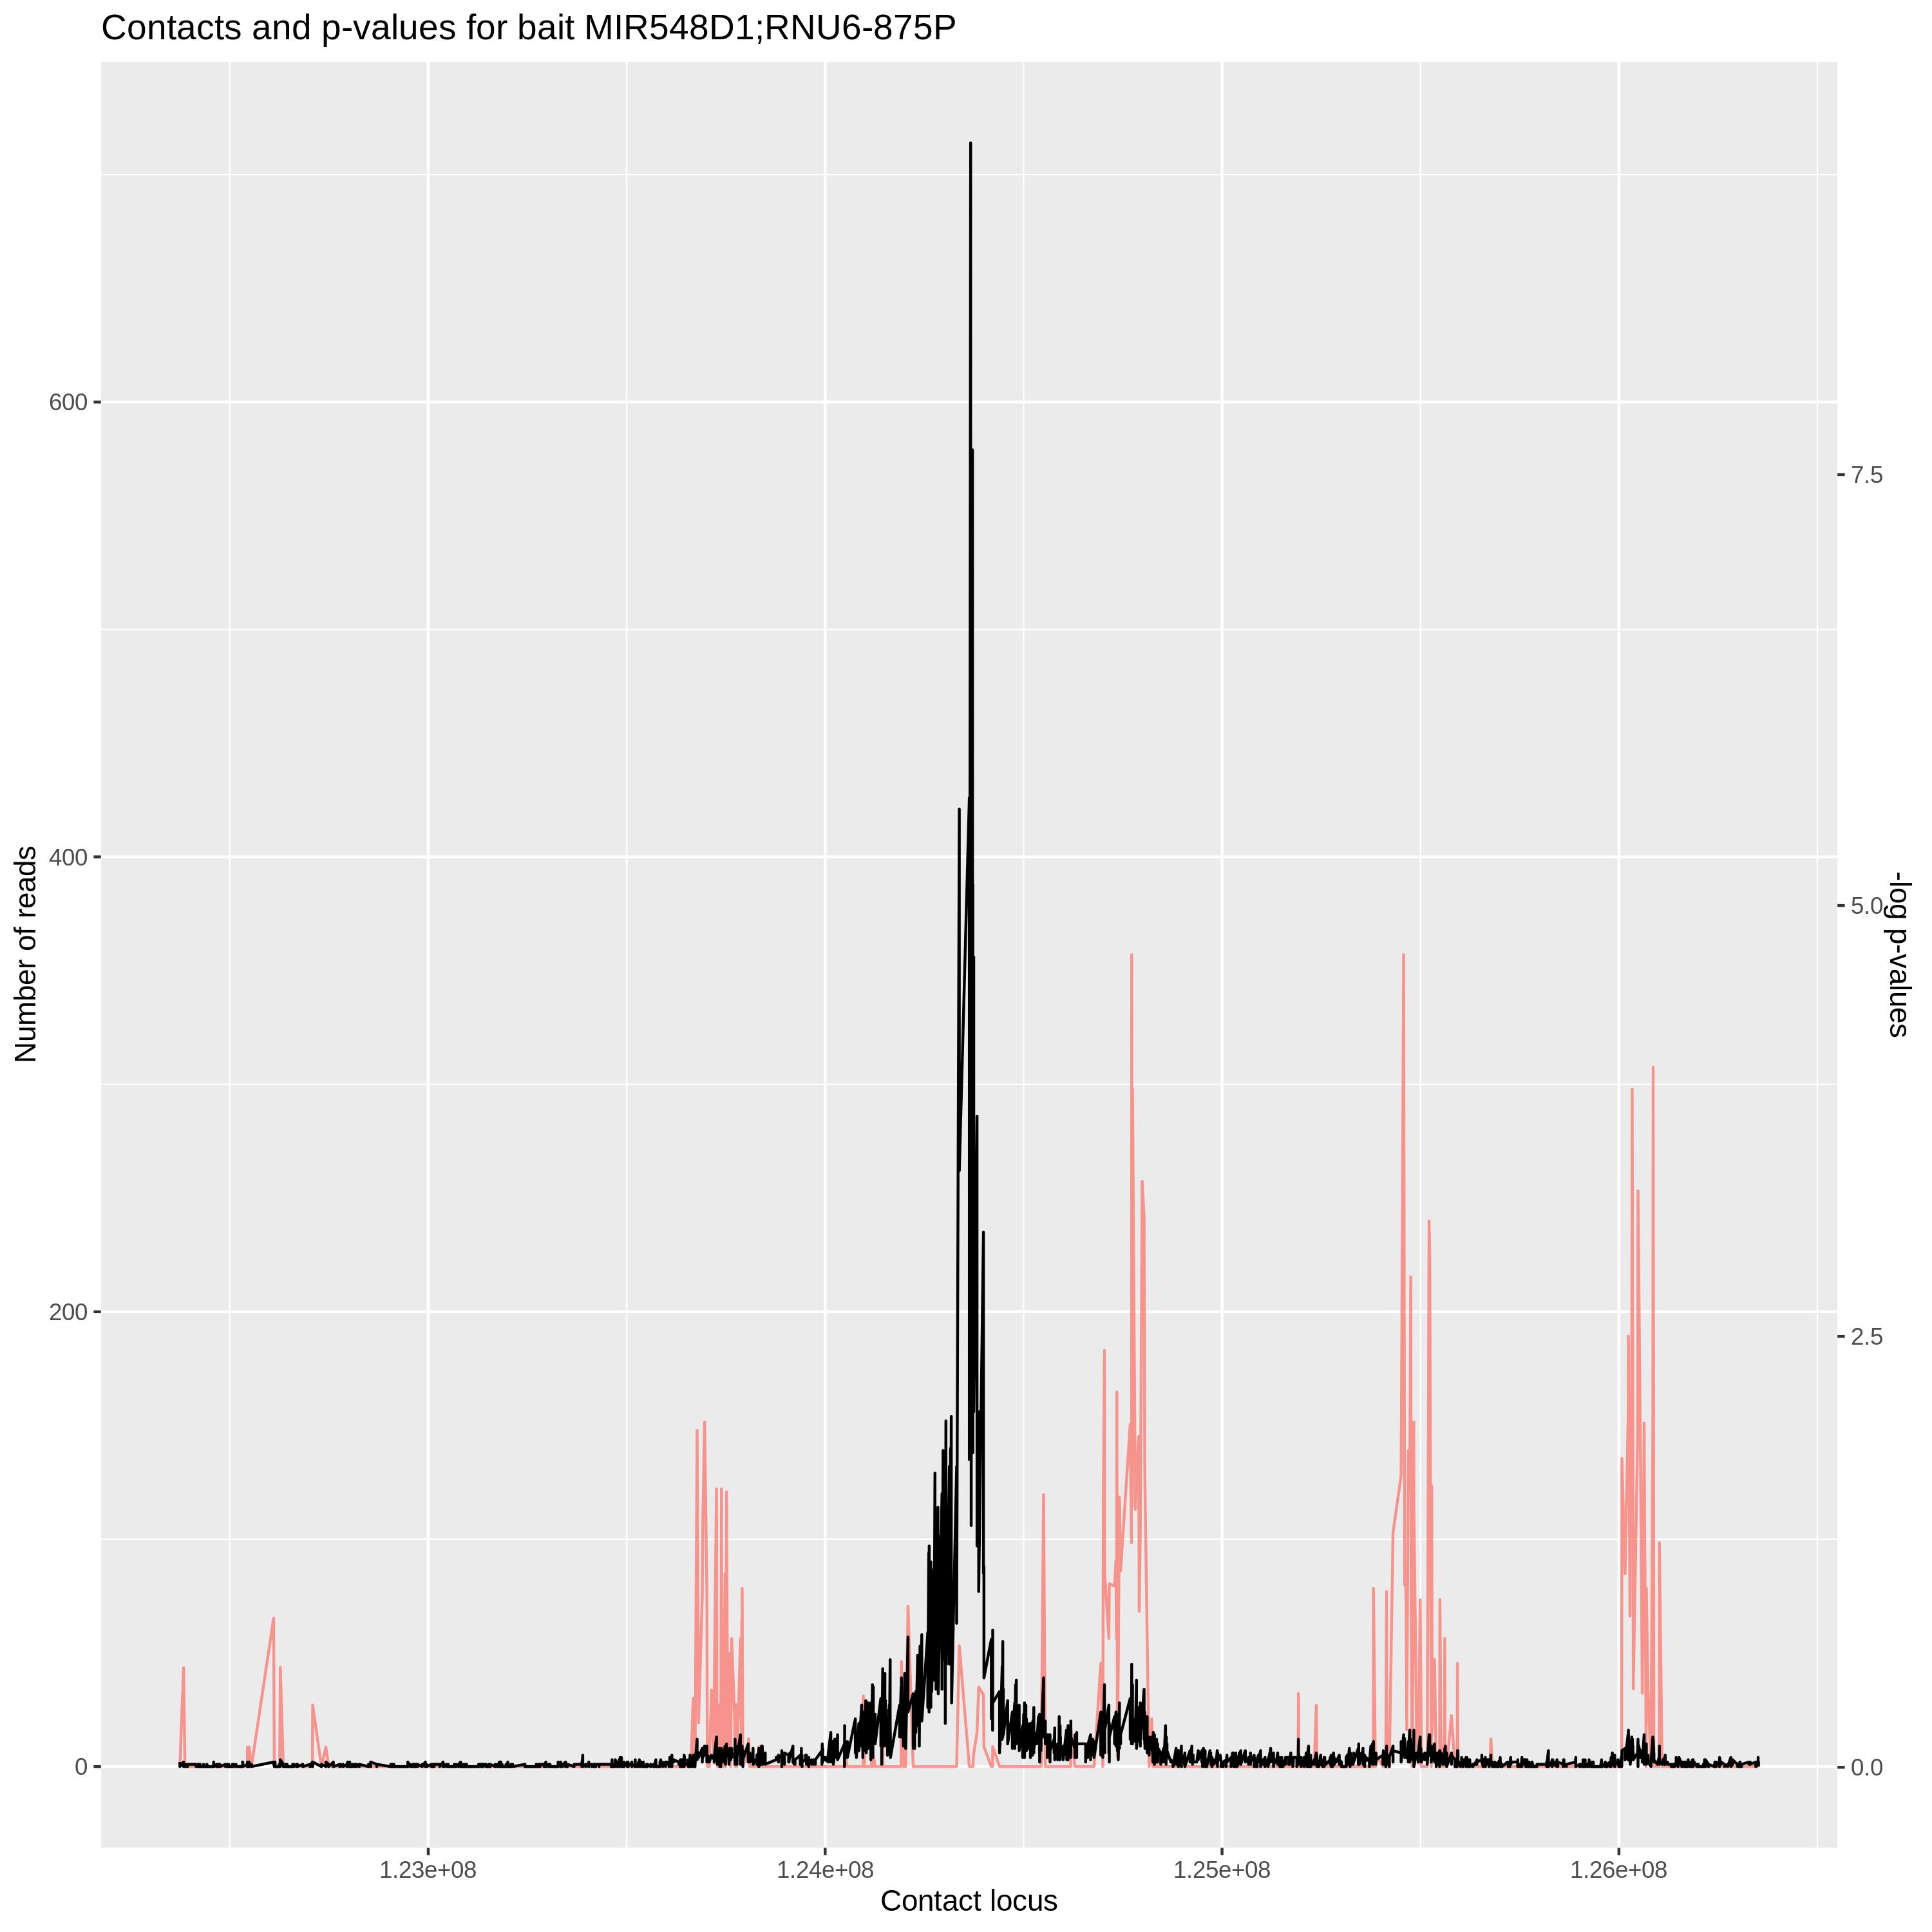 Contacts and p-values for bait MIR548D1;RNU6-875P
600
400
200
0
Number of reads
7.5
5.0
2.5
0.0
-log p-values
1.23e+08
1.24e+08
1.25e+08
1.26e+08
Contact locus